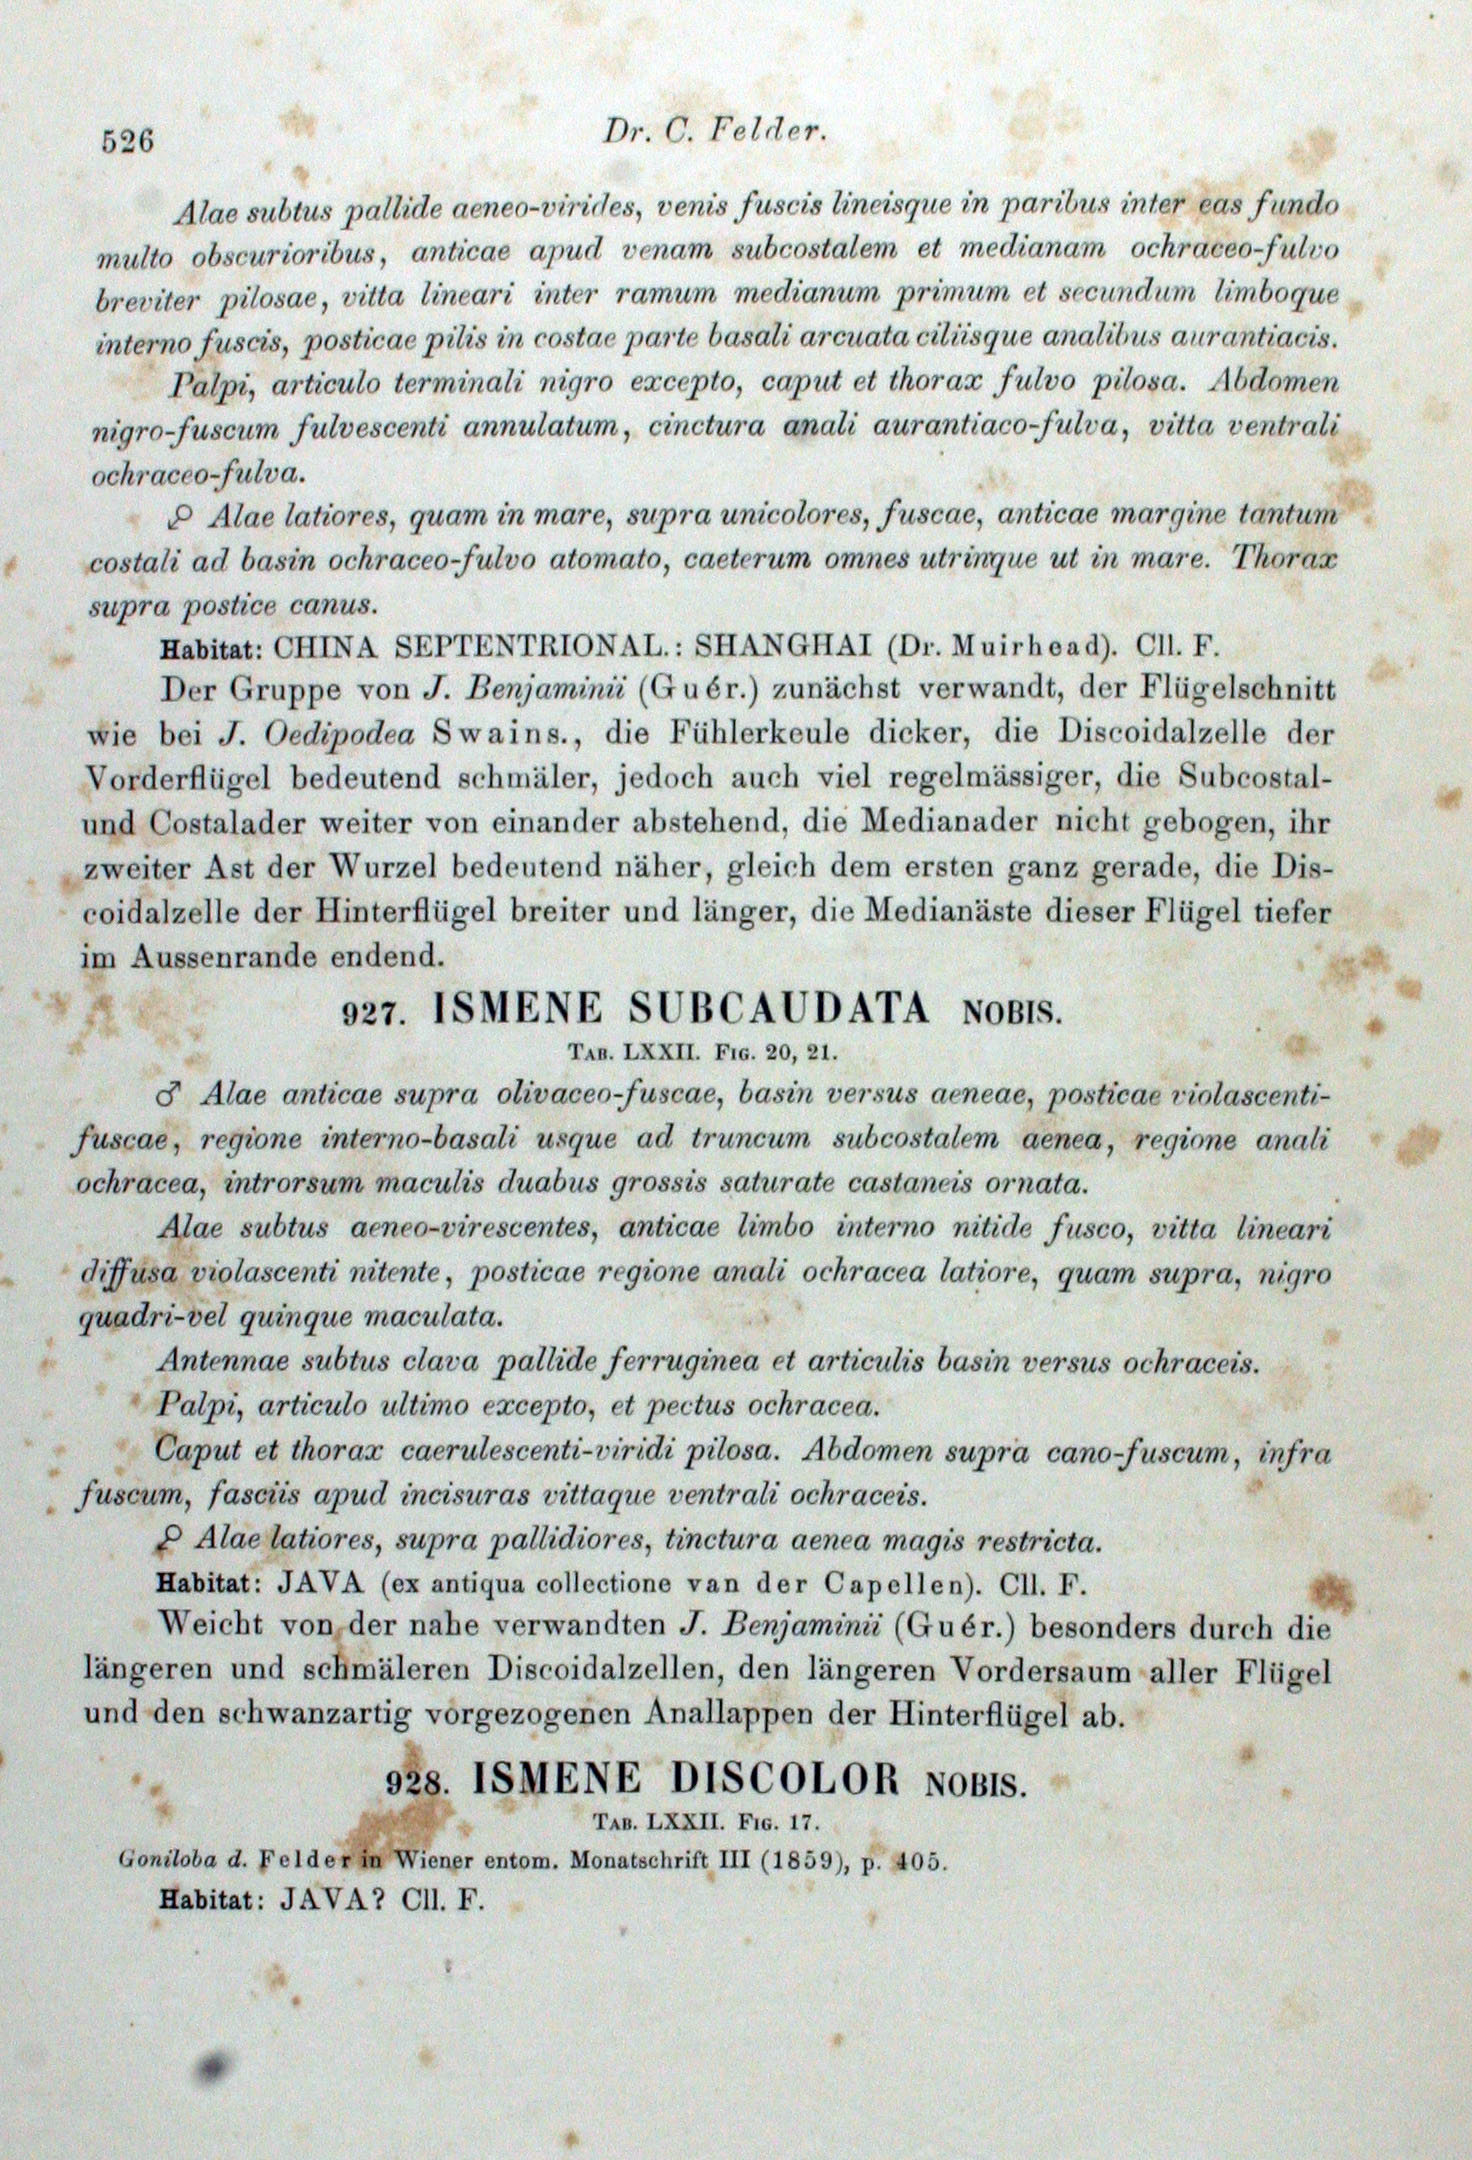 526
Dr. C. Felder.
Alae subtus pallide aeneo-virides, venis fuscis lineisque in paribus inter eas fundo
multo obscurioribus, anticae apud venam subcostalem et medianam ochraceo-fulvo
breviter pilosae, vitta lineari inter ramum medianum primum et secundum limboque
interno fuscis, posticae pilis in costae parte basali arcuata ciliisque analibus aurantiacis.
Palpi, articulo terminali nigro excepto, caput et thorax fulvo pilosa. Abdomen
nigro-fuscum fulvescenti annulatum, cinctura anali aurantiaco-fulva, vitta ventrali
ochraceo-fulva.
♀ Alae latiores, quam in mare, supra unicolores, fuscae, anticae margine tantum
costali ad basin ochraceo-fulvo atomato, caeterum omnes utrinque ut in mare. Thorax
supra postice canus.
Habitat: CHINA SEPTENTRIONAL.: SHANGHAI (Dr. Muirhead). Cll. F.
Der Gruppe von J. Benjaminii (Guér.) zunächst verwandt, der Flügelschnitt
wie bei J. Oedipodea Swains., die Fühlerkeule dicker, die Discoidalzelle der
Vorderflügel bedeutend schmäler, jedoch auch viel regelmässiger, die Subcostal-
und Costalader weiter von einander abstehend, die Medianader nicht gebogen, ihr
zweiter Ast der Wurzel bedeutend näher, gleich dem ersten ganz gerade, die Dis-
coidalzelle der Hinterflügel breiter und länger, die Medianäste dieser Flügel tiefer
im Aussenrande endend.
927. ISMENE SUBCAUDATA NOBIS.
TAB. LXXII. FIG. 20, 21.
♂ Alae anticae supra olivaceo-fuscae, basin versus aeneae, posticae violascenti-
fuscae, regione interno-basali usque ad truncum subcostalem aenea, regione anali
ochracea, introrsum maculis duabus grossis saturate castaneis ornata.
Alae subtus aeneo-virescentes, anticae limbo interno nitide fusco, vitta lineari
diffusa violascenti nitente, posticae regione anali ochracea latiore, quam supra, nigro
quadri-vel quinque maculata.
Antennae subtus clava pallide ferruginea et articulis basin versus ochraceis.
Palpi, articulo ultimo excepto, et pectus ochracea.
Caput et thorax caerulescenti-viridi pilosa. Abdomen supra cano-fuscum, infra
fuscum, fasciis apud incisuras vittaque ventrali ochraceis.
♀ Alae latiores, supra pallidiores, tinctura aenea magis restricta.
Habitat: JAVA (ex antiqua collectione van der Capellen). Cll. F.
Weicht von der nahe verwandten J. Benjaminii (Guér.) besonders durch die
längeren und schmäleren Discoidalzellen, den längeren Vordersaum aller Flügel
und den schwanzartig vorgezogenen Anallappen der Hinterflügel ab.
928. ISMENE DISCOLOR NOBIS.
TAB. LXXII. FIG. 17.
Goniloba d. Felder in Wiener entom. Monatschrift III (1859), p. 405.
Habitat: JAVA? Cll. F.